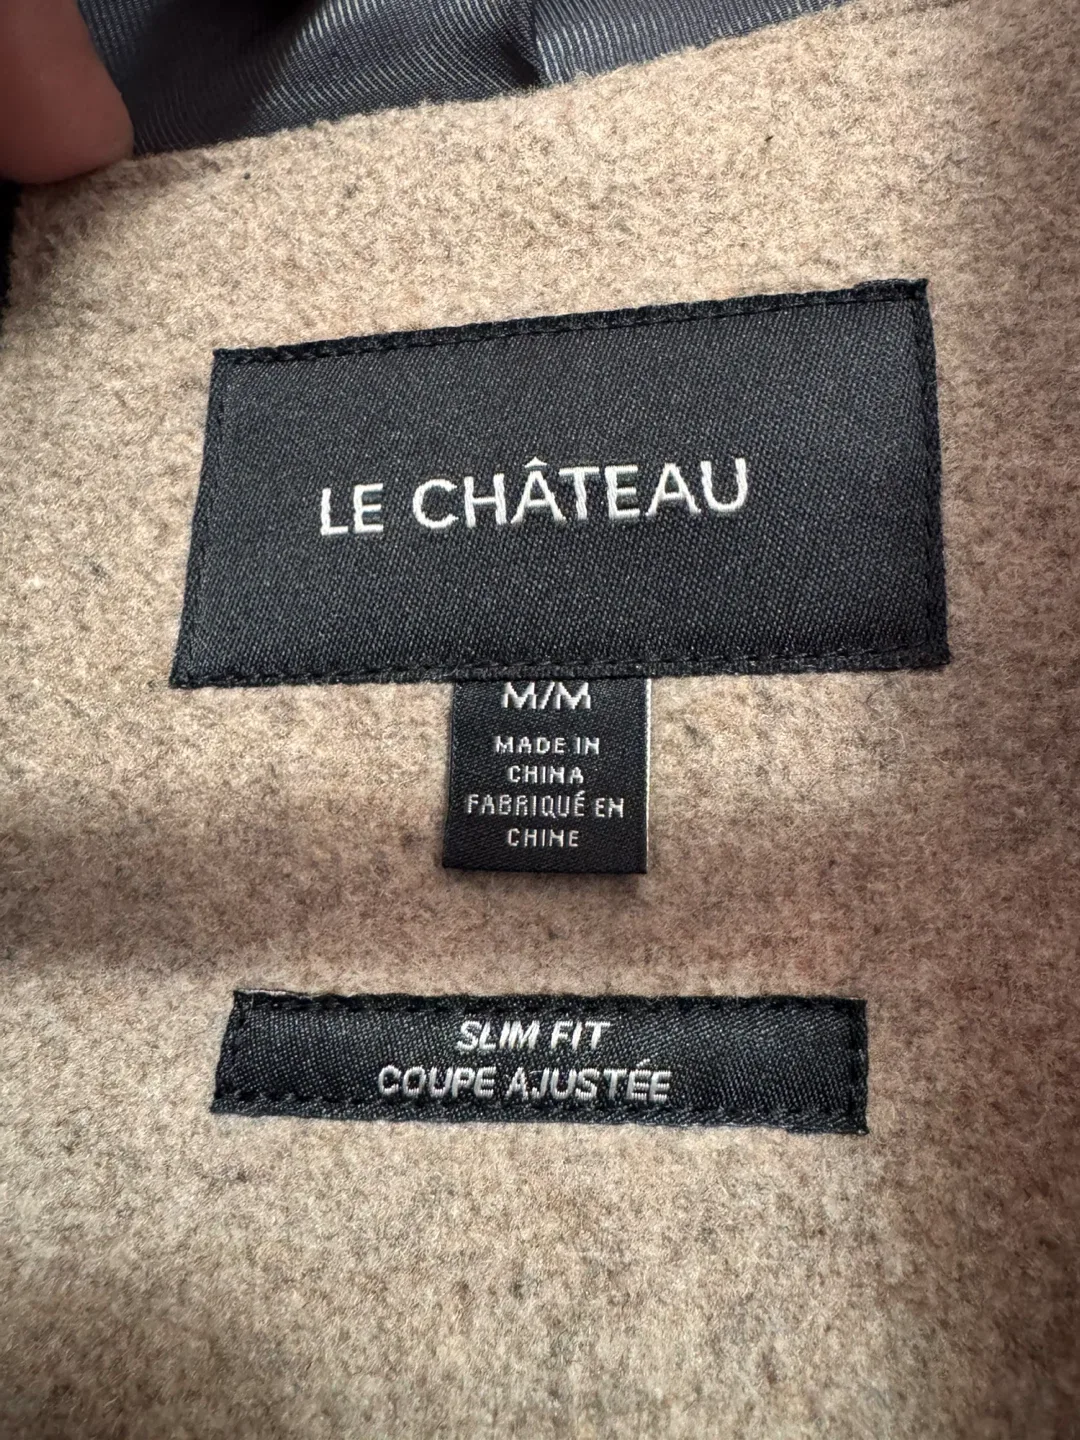 LE CHÂTEAU
M/M
MADE IN
CHINA
FABRIQUÉ EN
CHINE
SLIM FIT
COUPE AJUSTÉE